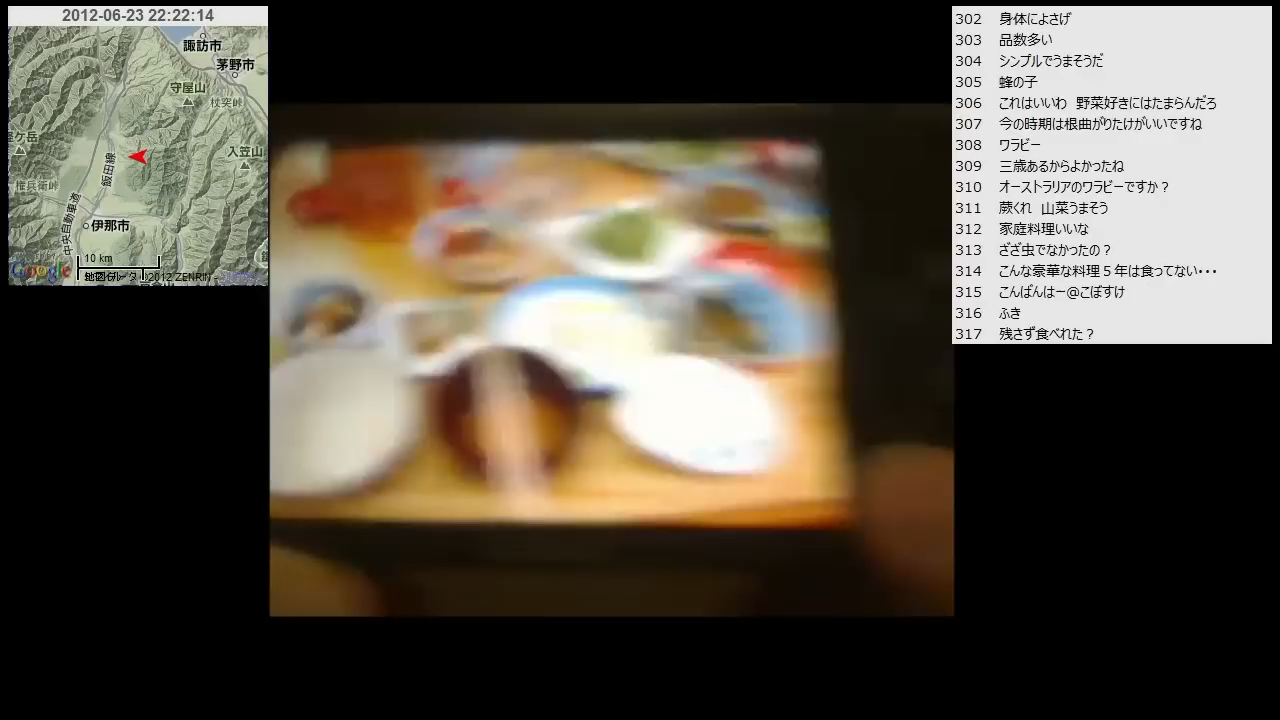 2012-06-23 22:22:14
諏訪市
茅野市
守屋山
杖突峠
入笠山
権兵衛峠
飯田線
中央自動車道
伊那市
10 km
Google
302 身体によさげ
303 品数多い
304 シンプルでうまそうだ
305 蜂の子
306 これはいいわ 野菜好きにはたまらんだろ
307 今の時期は根曲がりたけがいいですね
308 ワラビー
309 三歳あるからよかったね
310 オーストラリアのワラビーですか？
311 蕨くれ 山菜うまそう
312 家庭料理いいな
313 ざざ虫でなかったの？
314 こんな豪華な料理５年は食ってない･･･
315 こんばんはー@こぼすけ
316 ふき
317 残さず食べれた？